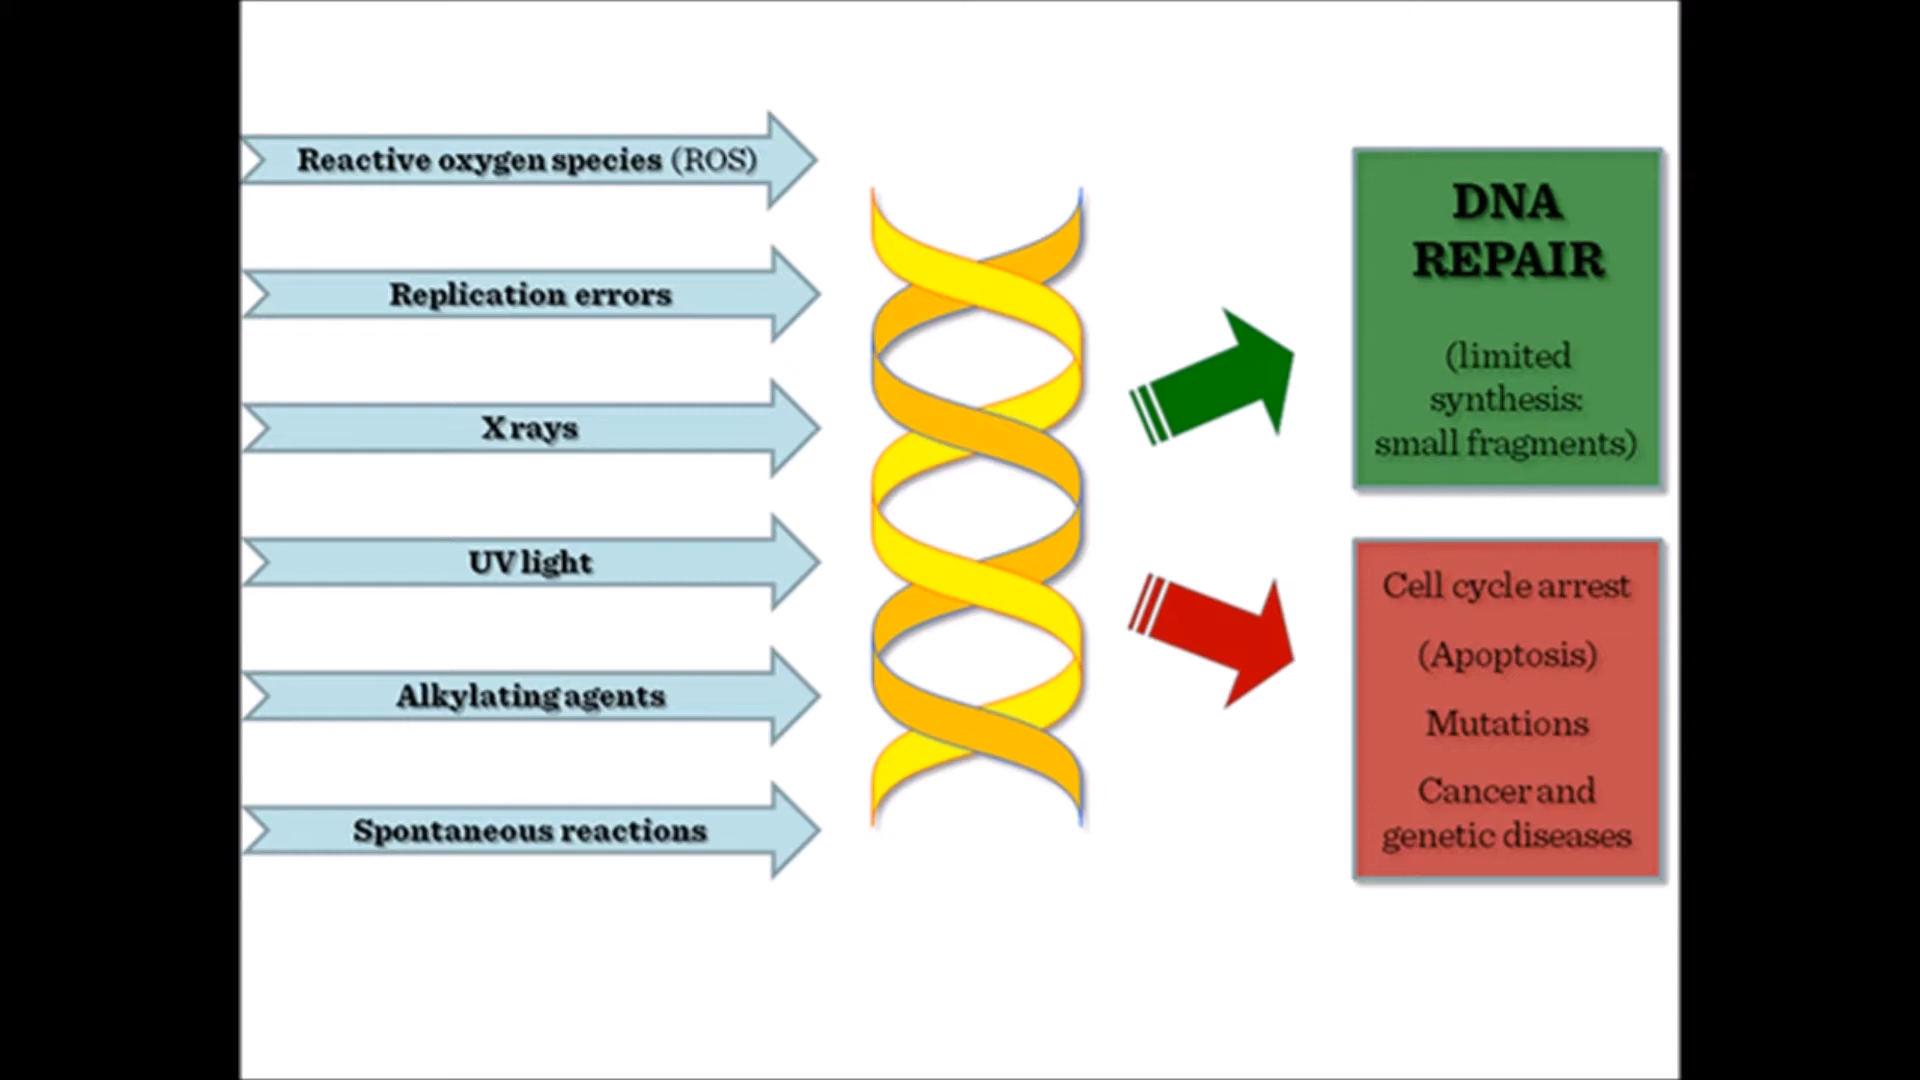 Reactive oxygen species (ROS)
Replication errors
X rays
UV light
Alkylating agents
Spontaneous reactions
DNA
REPAIR
(limited
synthesis:
small fragments)
Cell cycle arrest
(Apoptosis)
Mutations
Cancer and
genetic diseases